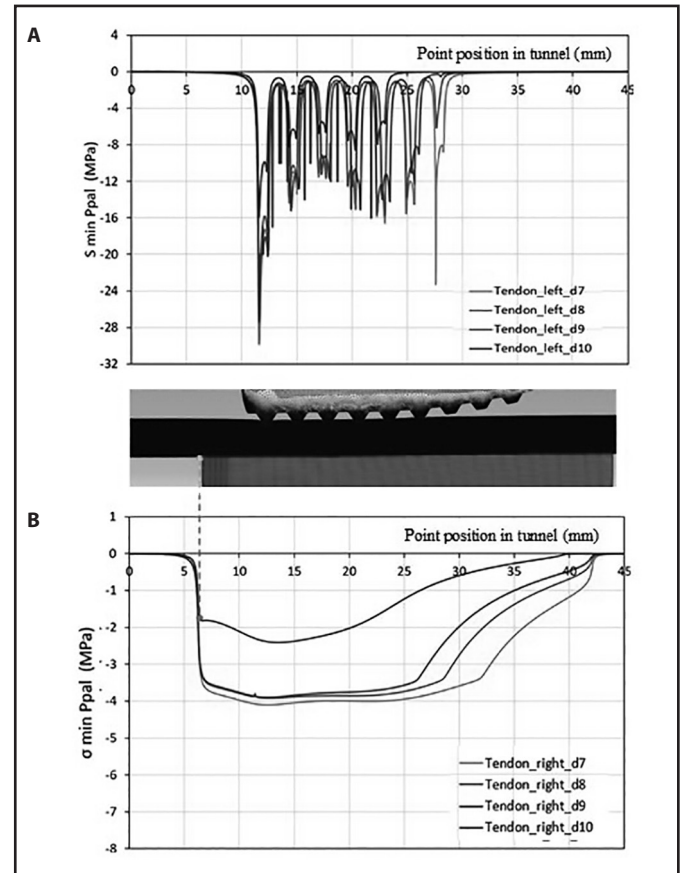 A
4
Point position in tunnel (mm)
0
0 5 10 15 20 25 30 35 40 45
-4
-8
-12
-16
-20
-24
-28
-32
S min Ppal (MPa)
Tendon_left_d7
Tendon_left_d8
Tendon_left_d9
Tendon_left_d10
B
1
Point position in tunnel (mm)
0
0 5 10 15 20 25 30 35 40 45
-1
-2
-3
-4
-5
-6
-7
-8
σ min Ppal (MPa)
Tendon_right_d7
Tendon_right_d8
Tendon_right_d9
Tendon_right_d10